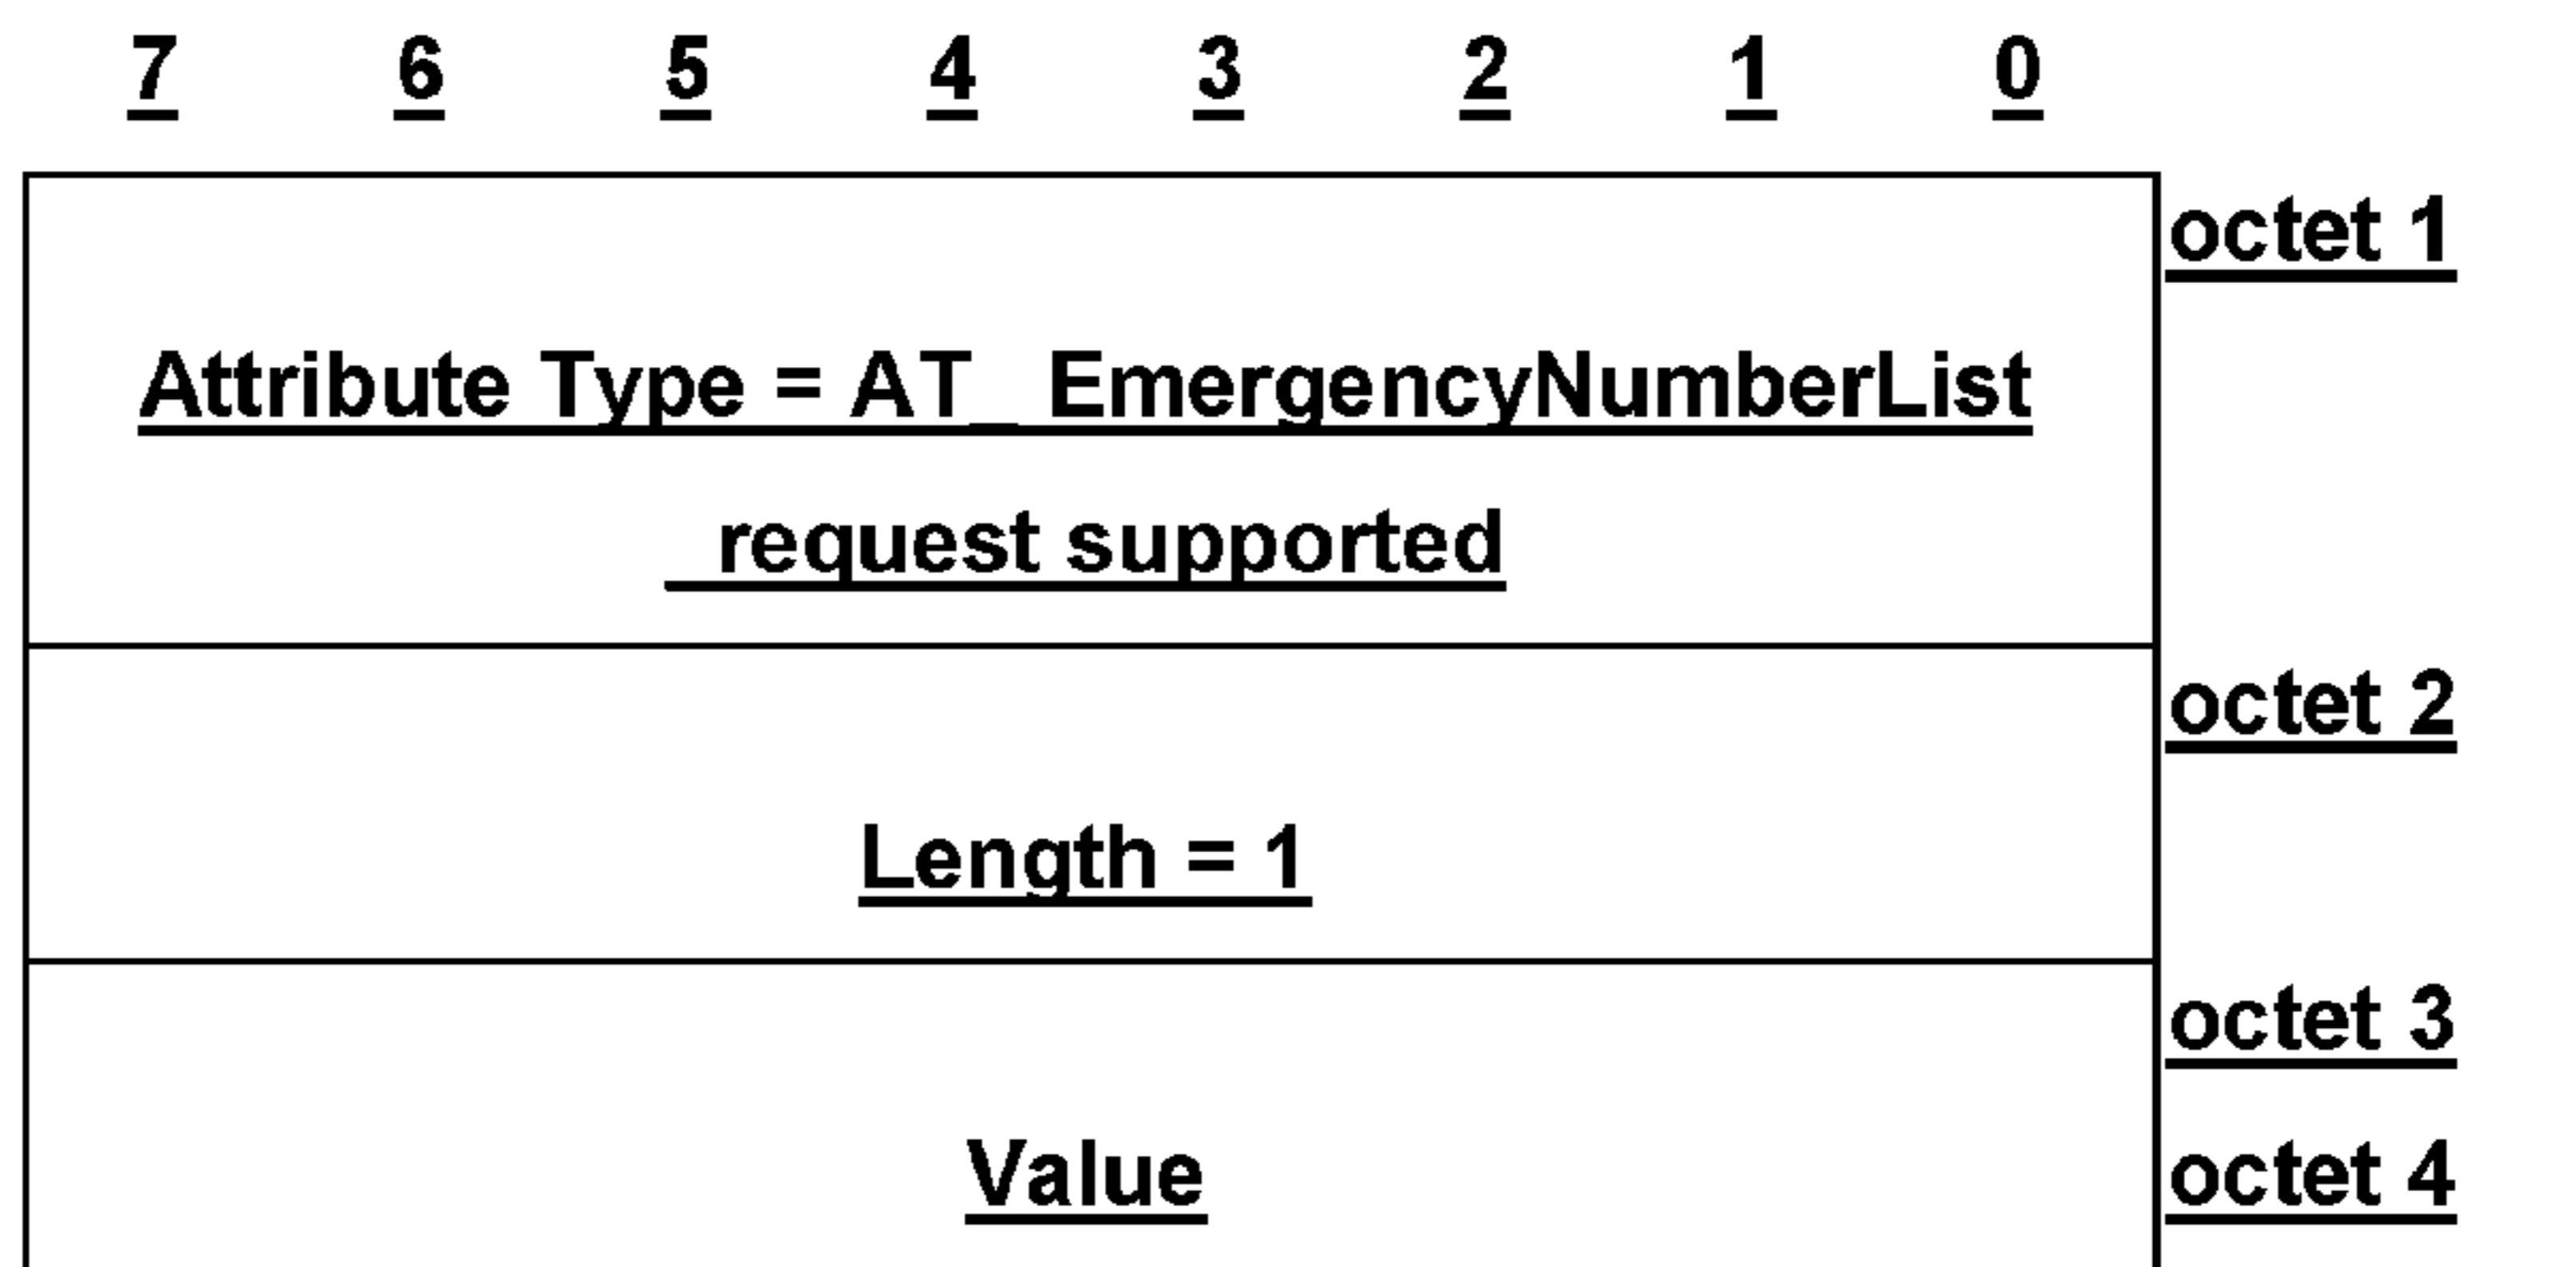 7 6 5 4 3 2 1 0
octet 1
Attribute Type = AT_ EmergencyNumberList
request supported
octet 2
Length = 1
octet 3
Value
octet 4